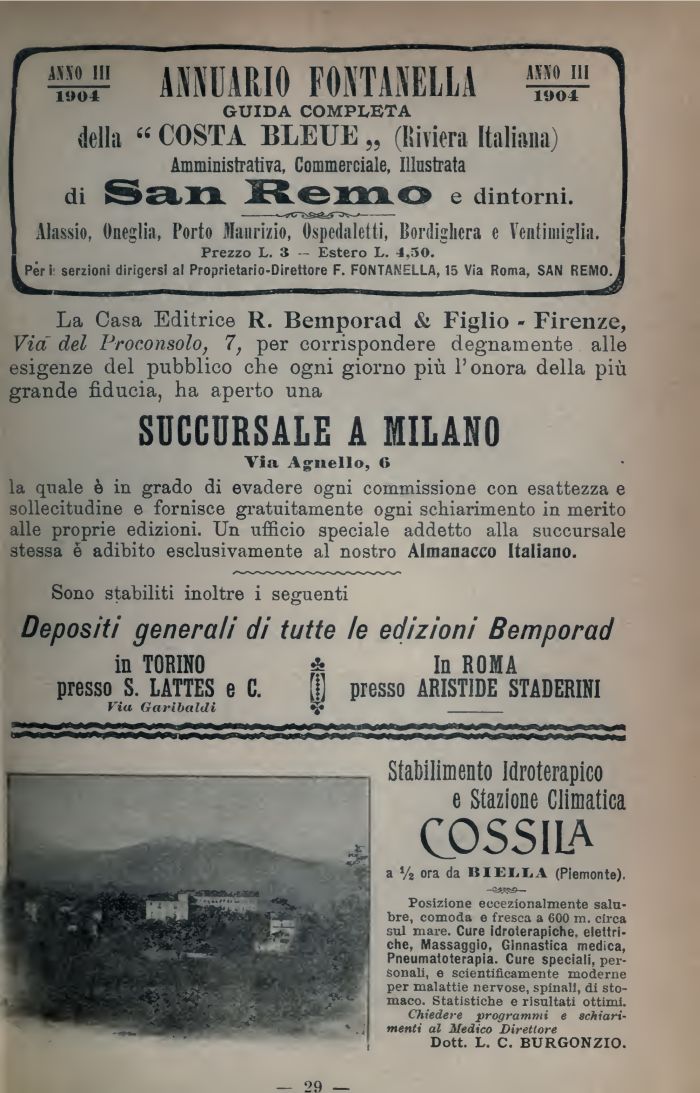 ANNO III
1904
ANNUARIO FONTANELLA
ANNO III
1904
GUIDA COMPLETA
della “ COSTA BLEUE „ (Riviera Italiana)
Amministrativa, Commerciale, Illustrata
di San Remo e dintorni.
Alassio, Oneglia, Porto Maurizio, Ospedaletti, Bordighera e Ventimiglia.
Prezzo L. 3 — Estero L. 4,50.
Per i serzioni dirigersi al Proprietario-Direttore F. FONTANELLA, 15 Via Roma, SAN REMO.
La Casa Editrice R. Bemporad & Figlio - Firenze,
Via del Proconsolo, 7, per corrispondere degnamente alle
esigenze del pubblico che ogni giorno più l'onora della più
grande fiducia, ha aperto una
SUCCURSALE A MILANO
Via Agnello, 6
la quale è in grado di evadere ogni commissione con esattezza e
sollecitudine e fornisce gratuitamente ogni schiarimento in merito
alle proprie edizioni. Un ufficio speciale addetto alla succursale
stessa è adibito esclusivamente al nostro Almanacco Italiano.
Sono stabiliti inoltre i seguenti
Depositi generali di tutte le edizioni Bemporad
in TORINO
presso S. LATTES e C.
Via Garibaldi
In ROMA
presso ARISTIDE STADERINI
Stabilimento Idroterapico
e Stazione Climatica
COSSILA
a ½ ora da BIELLA (Piemonte).
Posizione eccezionalmente salu-
bre, comoda e fresca a 600 m. circa
sul mare. Cure idroterapiche, elettri-
che, Massaggio, Ginnastica medica,
Pneumatoterapia. Cure speciali, per-
sonali, e scientificamente moderne
per malattie nervose, spinali, di sto-
maco. Statistiche e risultati ottimi.
Chiedere programmi e schiari-
menti al Medico Direttore
Dott. L. C. BURGONZIO.
— 29 —